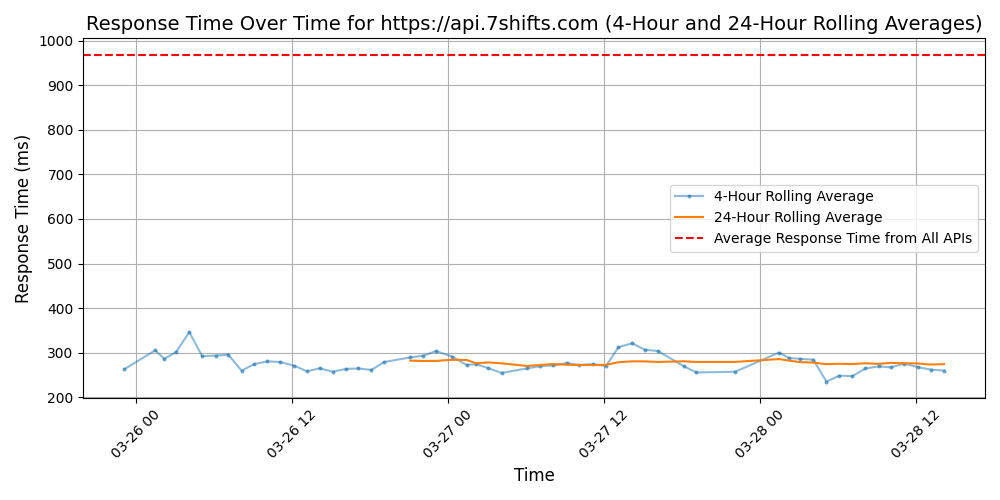 Response Time Over Time for https://api.7shifts.com (4-Hour and 24-Hour Rolling Averages)
Response Time (ms)
1000
900
800
700
600
500
400
300
200
4-Hour Rolling Average
24-Hour Rolling Average
Average Response Time from All APIs
03-26 00
03-26 12
03-27 00
03-27 12
03-28 00
03-28 12
Time